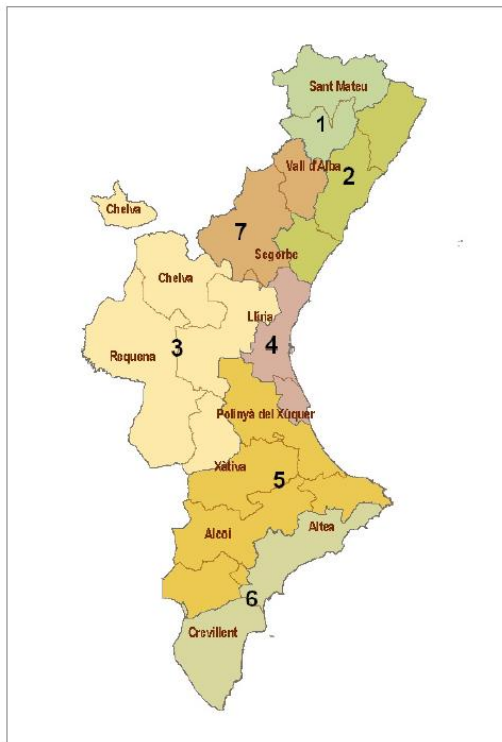 Sant Mateu
1
Vall d'Alba
2
Chelva
7
Segorbe
Chelva
Llíria
Requena
3
4
Polinyà del Xúquer
Xàtiva
5
Alcoi
Altea
6
Crevillent